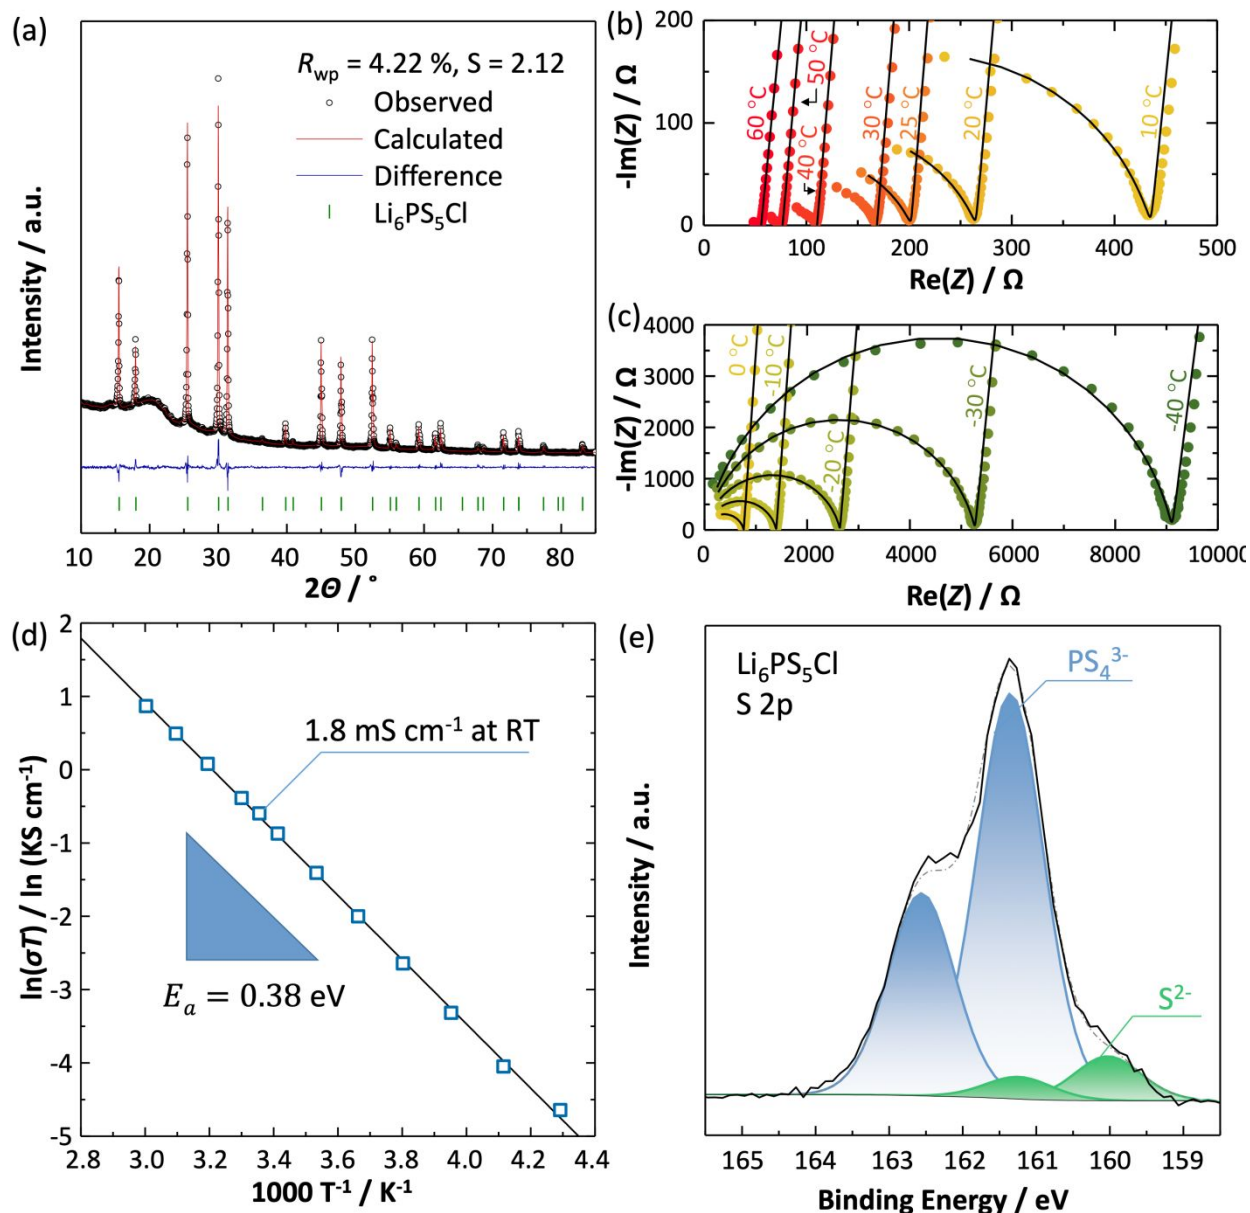 (a)
R_wp = 4.22 %, S = 2.12
Observed
Calculated
Difference
Li₆PS₅Cl
Intensity / a.u.
10 20 30 40 50 60 70 80
2Θ / °
(b)
200
100
0
-Im(Z) / Ω
60 °C
50 °C
40 °C
30 °C
25 °C
20 °C
10 °C
0 100 200 300 400 500
Re(Z) / Ω
(c)
4000
3000
2000
1000
0
-Im(Z) / Ω
0 °C
-10 °C
-20 °C
-30 °C
-40 °C
0 2000 4000 6000 8000 10000
Re(Z) / Ω
(d)
2
1
0
-1
-2
-3
-4
-5
ln(σT) / ln (KS cm⁻¹)
1.8 mS cm⁻¹ at RT
Eₐ = 0.38 eV
2.8 3.0 3.2 3.4 3.6 3.8 4.0 4.2 4.4
1000 T⁻¹ / K⁻¹
(e)
Li₆PS₅Cl
S 2p
PS₄³⁻
S²⁻
Intensity / a.u.
165 164 163 162 161 160 159
Binding Energy / eV